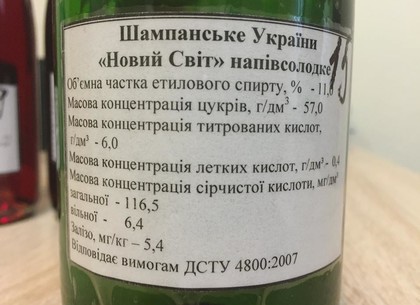 Шампанське України
«Новий Світ» напівсолодке
Об'ємна частка етилового спирту, % - 11,
Масова концентрація цукрів, г/дм³ - 57,0
Масова концентрація титрованих кислот,
г/дм³ - 6,0
Масова концентрація летких кислот, г/дм³- 0,4
Масова концентрація сірчистої кислоти, мг/дм³
загальної - 116,5
вільної - 6,4
Залізо, мг/кг – 5,4
Відповідає вимогам ДСТУ 4800:2007